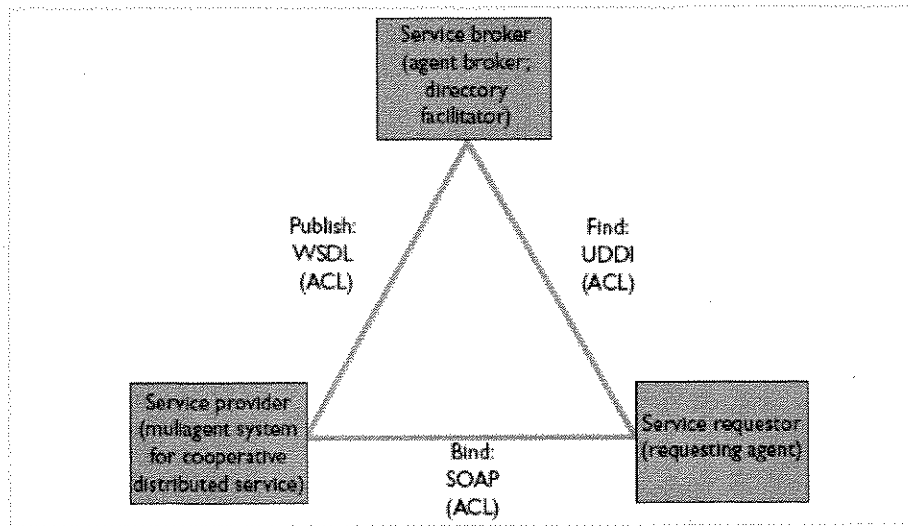 Service broker
(agent broker,
directory
facilitator)
Publish:
WSDL
(ACL)
Find:
UDDI
(ACL)
Service provider
(mullagent system
for cooperative
distributed service)
Bind:
SOAP
(ACL)
Service requestor
(requesting agent)